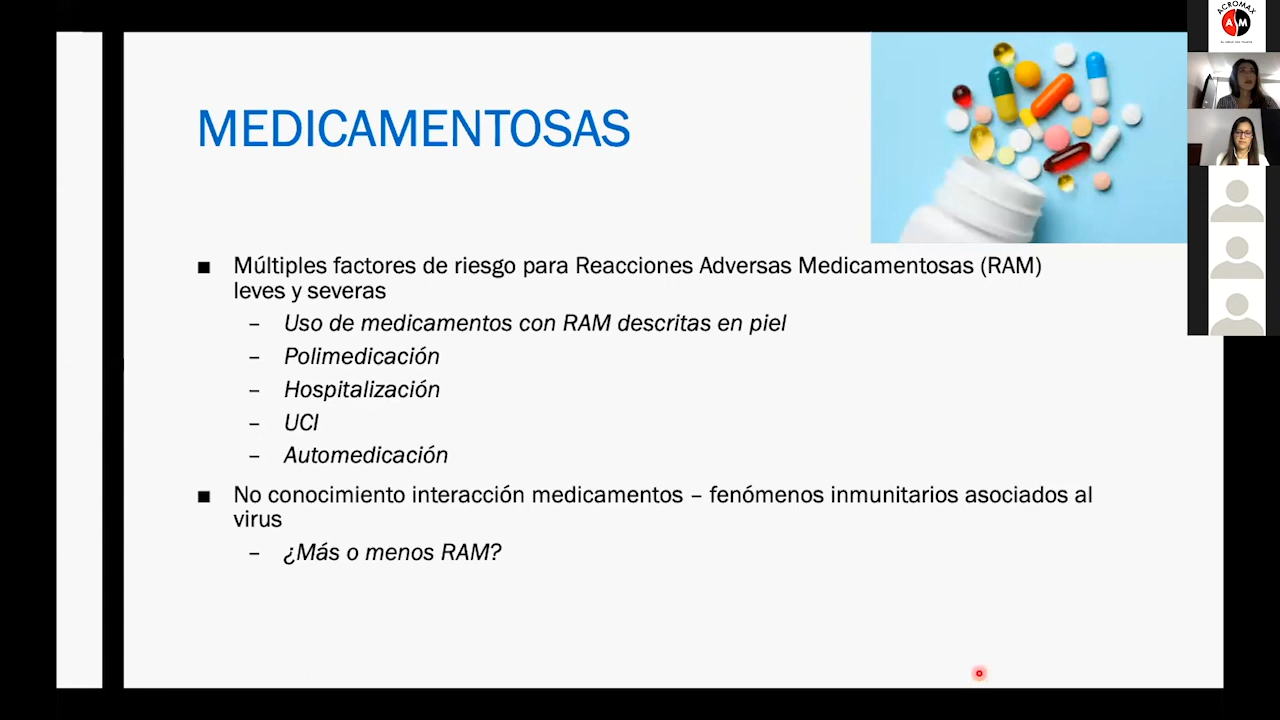 ACROMAX
MEDICAMENTOSAS
■ Múltiples factores de riesgo para Reacciones Adversas Medicamentosas (RAM)
leves y severas
– Uso de medicamentos con RAM descritas en piel
– Polimedicación
– Hospitalización
– UCI
– Automedicación
■ No conocimiento interacción medicamentos – fenómenos inmunitarios asociados al
virus
– ¿Más o menos RAM?